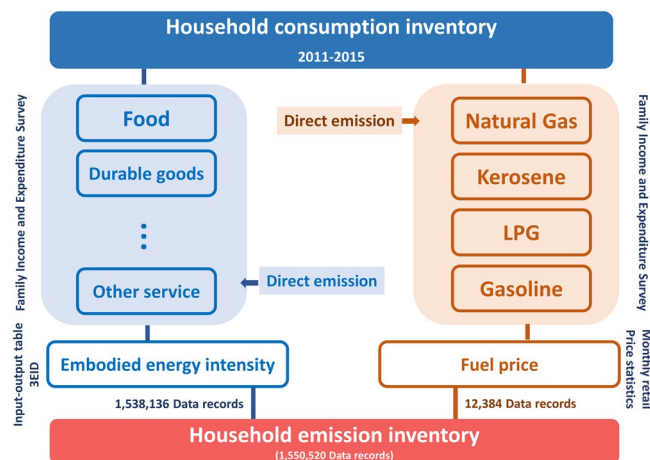 Household consumption inventory
2011-2015
Family Income and Expenditure Survey
Food
Durable goods
Other service
Direct emission
Direct emission
Natural Gas
Kerosene
LPG
Gasoline
Family Income and Expenditure Survey
Input-output table
3EID
Embodied energy intensity
Fuel price
Monthly retail
Price statistics
1,538,136 Data records
12,384 Data records
Household emission inventory
(1,550,520 Data records)